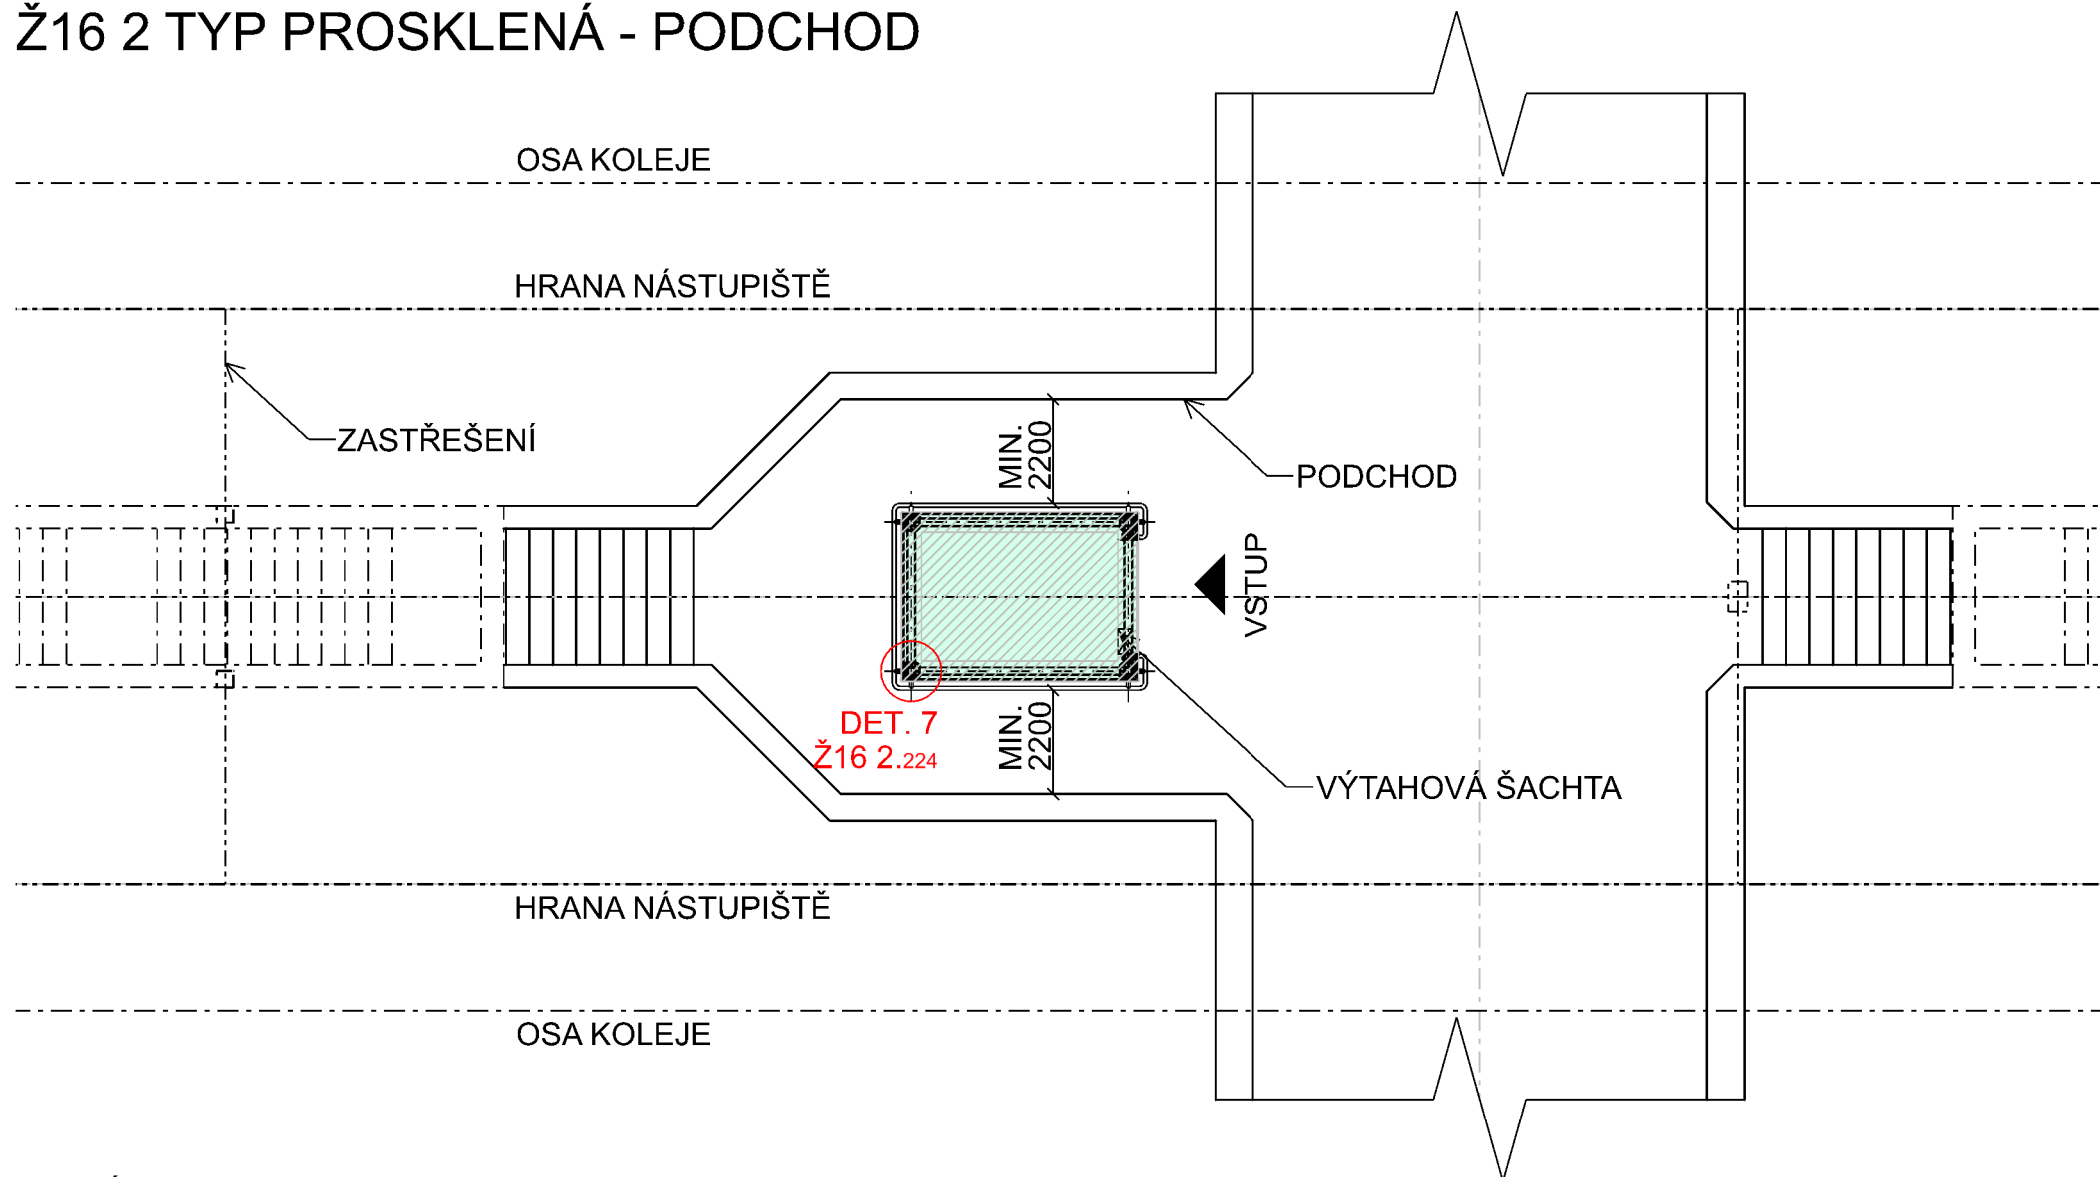 Ž16 2 TYP PROSKLENÁ - PODCHOD
OSA KOLEJE
HRANA NÁSTUPIŠTĚ
ZASTŘEŠENÍ
MIN.
2200
PODCHOD
VSTUP
DET. 7
Ž16 2.224
MIN.
2200
VÝTAHOVÁ ŠACHTA
HRANA NÁSTUPIŠTĚ
OSA KOLEJE